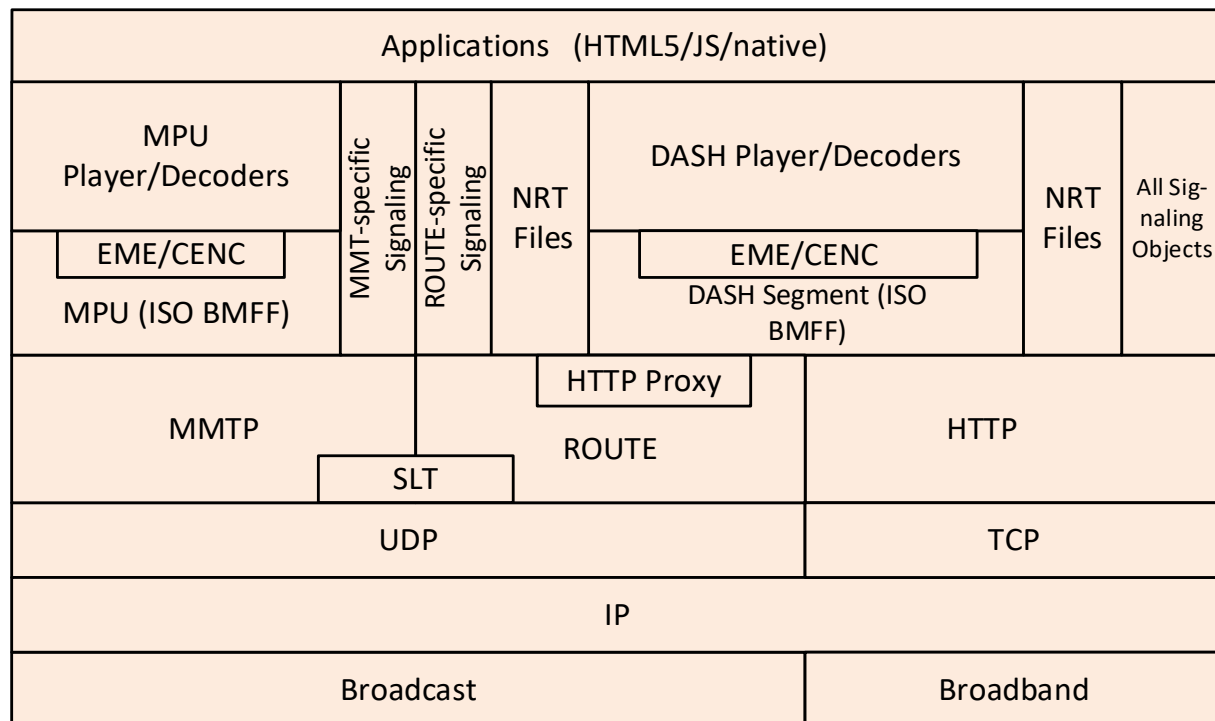 Applications (HTML5/JS/native)
MPU
Player/Decoders
MMT-specific
Signaling
ROUTE-specific
Signaling
NRT
Files
DASH Player/Decoders
NRT
Files
All Sig-
naling
Objects
EME/CENC
MPU (ISO BMFF)
EME/CENC
DASH Segment (ISO
BMFF)
MMTP
HTTP Proxy
ROUTE
HTTP
SLT
UDP
TCP
IP
Broadcast
Broadband